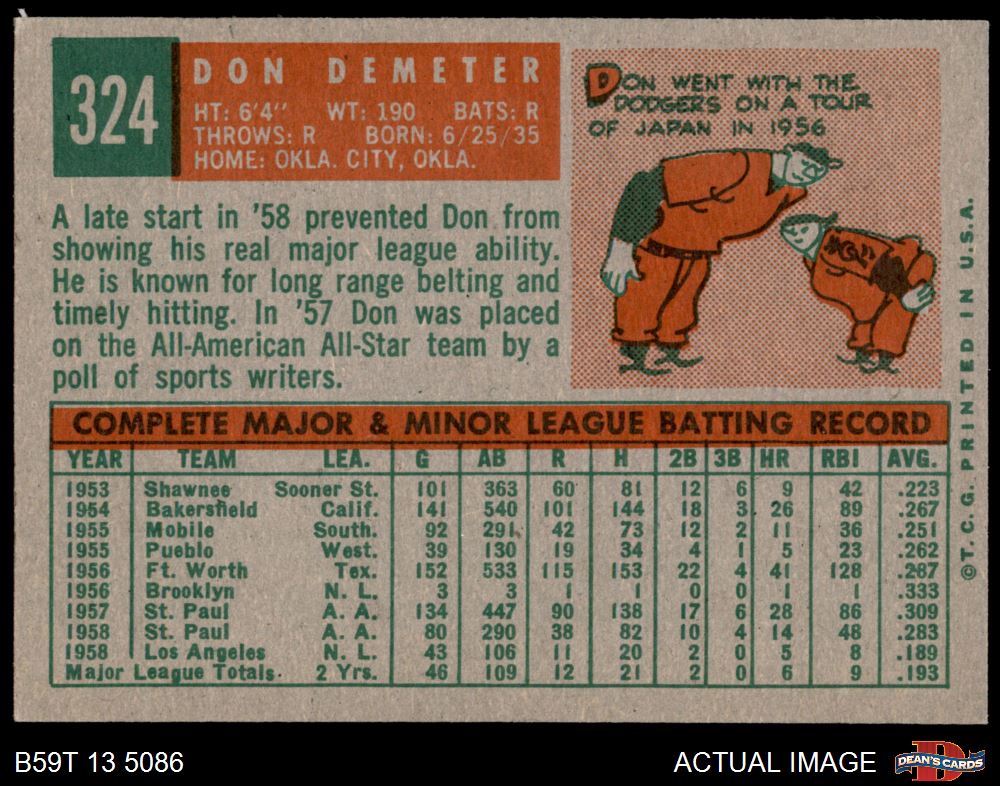 324
DON DEMETER
HT: 6'4" WT: 190 BATS: R
THROWS: R BORN: 6/25/35
HOME: OKLA. CITY, OKLA.
DON WENT WITH THE
DODGERS ON A TOUR
OF JAPAN IN 1956
A late start in '58 prevented Don from
showing his real major league ability.
He is known for long range belting and
timely hitting. In '57 Don was placed
on the All-American All-Star team by a
poll of sports writers.
COMPLETE MAJOR & MINOR LEAGUE BATTING RECORD
YEAR TEAM LEA. G AB R H 2B 3B HR RBI AVG.
1953 Shawnee Sooner St. 101 363 60 81 12 6 9 42 .223
1954 Bakersfield Calif. 141 540 101 144 18 3 26 89 .267
1955 Mobile South. 92 291 42 73 12 2 11 36 .251
1955 Pueblo West. 39 130 19 34 4 1 5 23 .262
1956 Ft. Worth Tex. 152 533 115 153 22 4 41 128 .287
1956 Brooklyn N. L. 3 3 1 1 0 0 1 1 .333
1957 St. Paul A. A. 134 447 90 138 17 6 28 86 .309
1958 St. Paul A. A. 80 290 38 82 10 4 14 48 .283
1958 Los Angeles N. L. 43 106 11 20 2 0 5 8 .189
Major League Totals 2 Yrs. 46 109 12 21 2 0 6 9 .193
© T. C. G. PRINTED IN U.S.A.
B59T 13 5086
ACTUAL IMAGE
DEAN'S CARDS